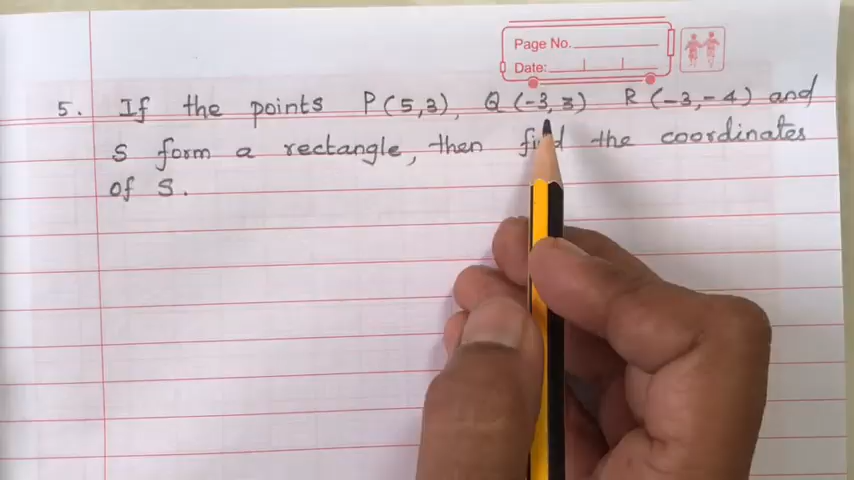 Page No.
Date:
5. If the points P(5,3), Q(-3,3) R(-3,-4) and
S form a rectangle, then find the coordinates
of S.